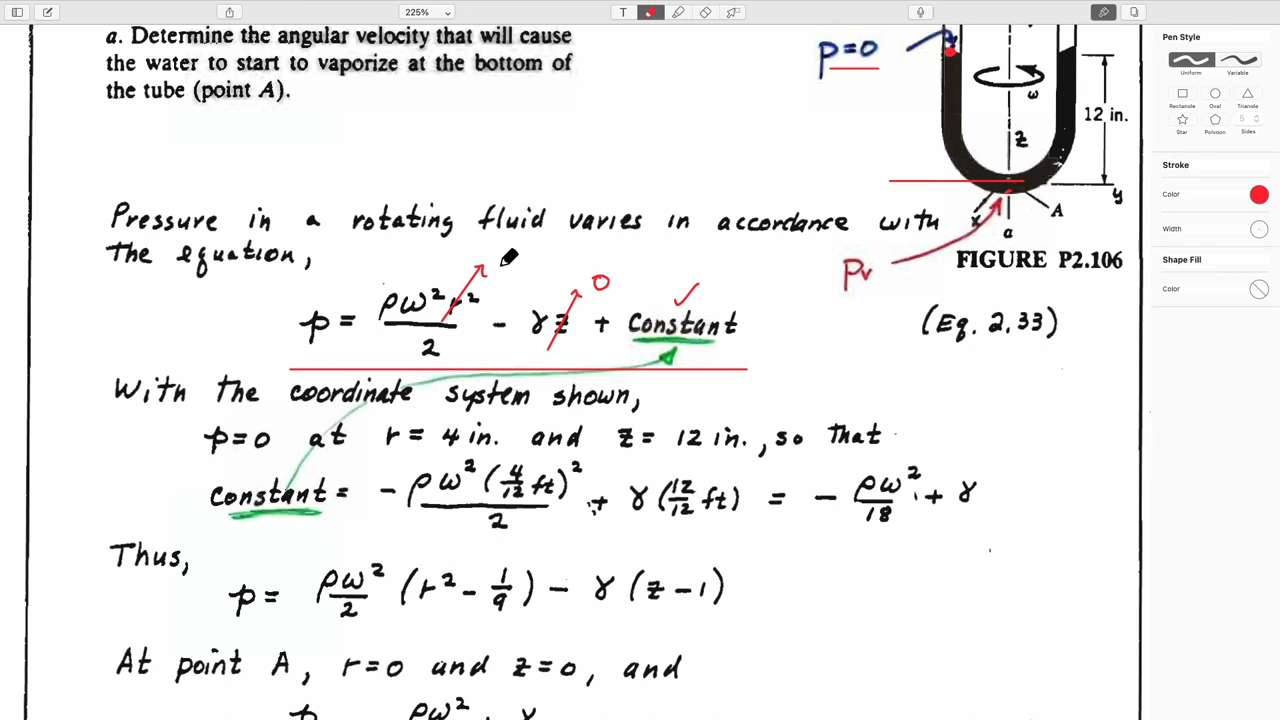 225%
T
a. Determine the angular velocity that will cause
the water to start to vaporize at the bottom of
the tube (point A).
p=0
ω
12 in.
z
y
x
A
a
Pv
FIGURE P2.106
Pressure in a rotating fluid varies in accordance with
the equation,
0
p = ρω²r²/2 - γz + Constant
(Eq. 2.33)
With the coordinate system shown,
p=0 at r = 4 in. and z = 12 in., so that
Constant = - ρω²(4/12 ft)²/2 + γ(12/12 ft) = - ρω²/18 + γ
Thus,
p = ρω²/2 (r² - 1/9) - γ (z - 1)
At point A, r=0 and z=0, and
Pen Style
Uniform
Variable
Rectangle
Oval
Triangle
Star
Polygon
5
Sides
Stroke
Color
Width
Shape Fill
Color